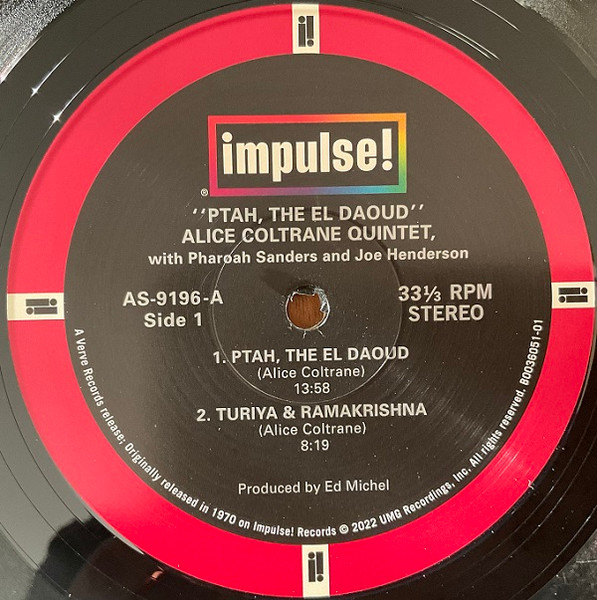 i!
impulse!
®
''PTAH, THE EL DAOUD''
ALICE COLTRANE QUINTET,
with Pharoah Sanders and Joe Henderson
AS-9196-A
Side 1
33⅓ RPM
STEREO
i!
i!
1. PTAH, THE EL DAOUD
(Alice Coltrane)
13:58
2. TURIYA & RAMAKRISHNA
(Alice Coltrane)
8:19
Produced by Ed Michel
A Verve Records release; Originally released in 1970 on Impulse! Records © 2022 UMG Recordings, Inc. All rights reserved. B0036051-01
i!